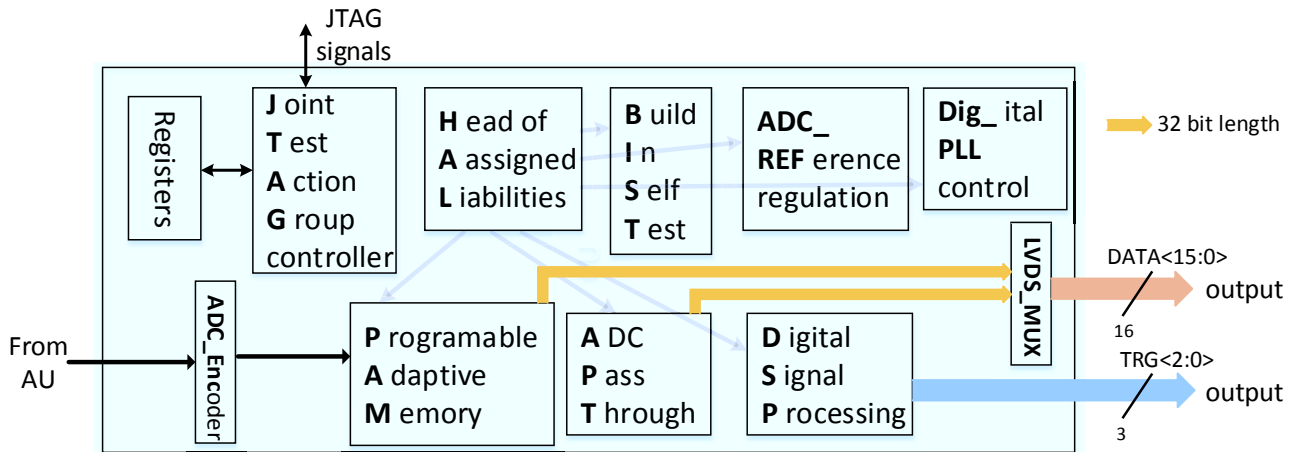 JTAG
signals
Registers
J oint
T est
A ction
G roup
controller
H ead of
A assigned
L iabilities
B uild
I n
S elf
T est
ADC_
REF erence
regulation
Dig_ ital
PLL
control
32 bit length
From
AU
ADC_Encoder
P rogramable
A daptive
M emory
A DC
P ass
T hrough
D igital
S ignal
P rocessing
LVDS_MUX
DATA<15:0>
16
output
TRG<2:0>
3
output